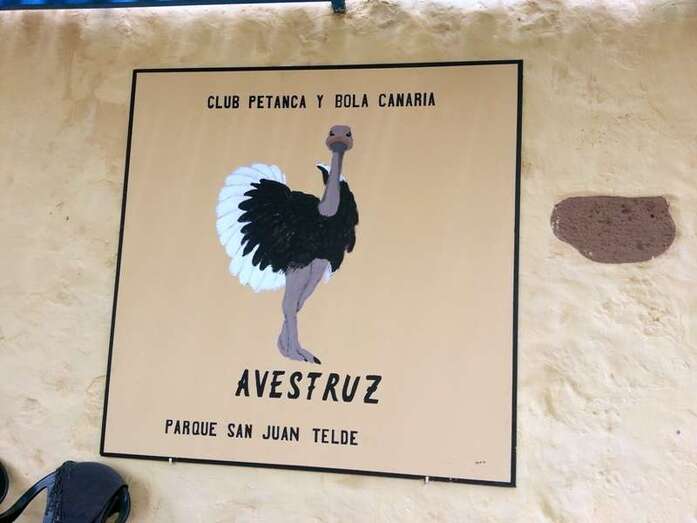 CLUB PETANCA Y BOLA CANARIA
AVESTRUZ
PARQUE SAN JUAN TELDE